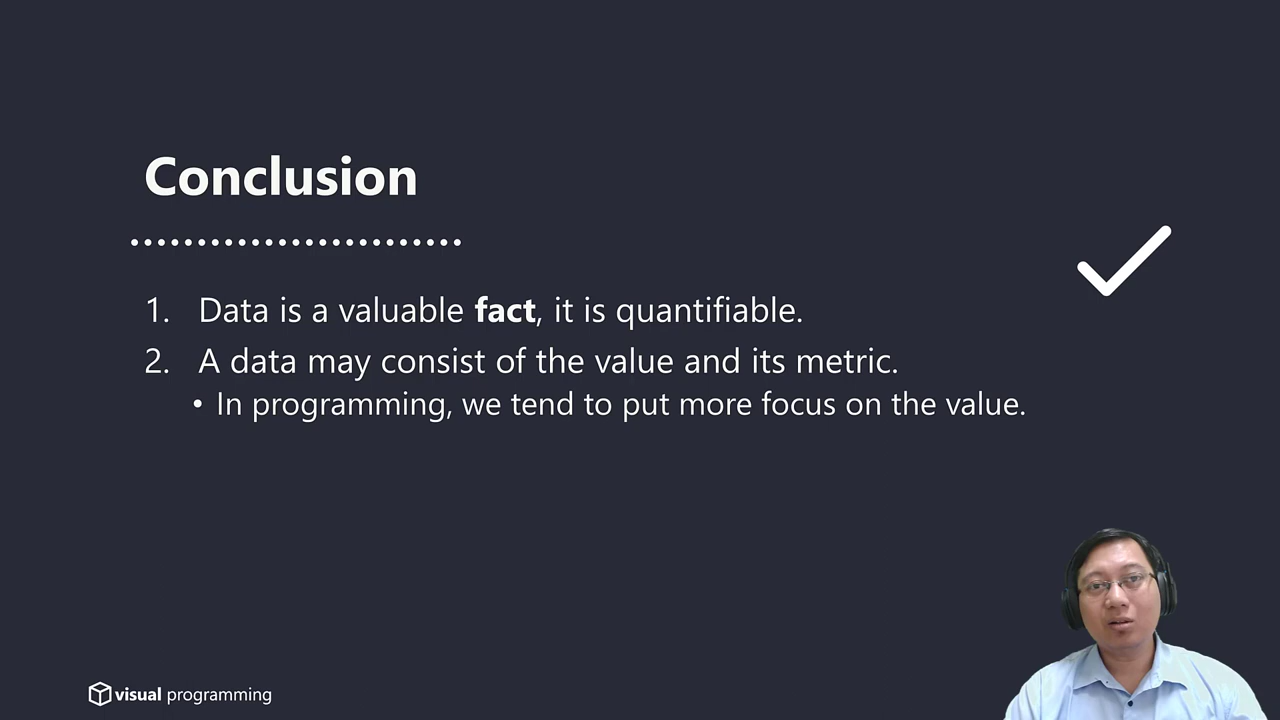 Conclusion
1. Data is a valuable fact, it is quantifiable.
2. A data may consist of the value and its metric.
• In programming, we tend to put more focus on the value.
visual programming